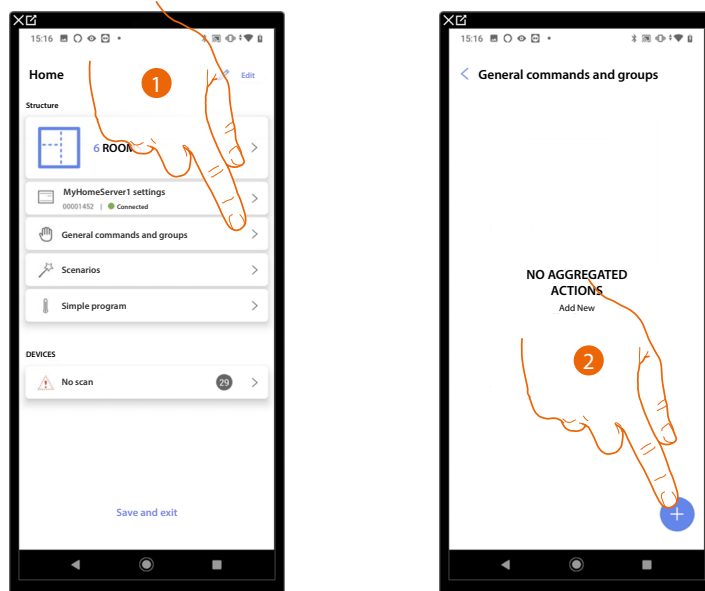 15:16
Home
Edit
1
Structure
6 ROOM
MyHomeServer1 settings
00001452 | Connected
General commands and groups
Scenarios
Simple program
DEVICES
No scan
29
Save and exit
15:16
General commands and groups
NO AGGREGATED
ACTIONS
Add New
2